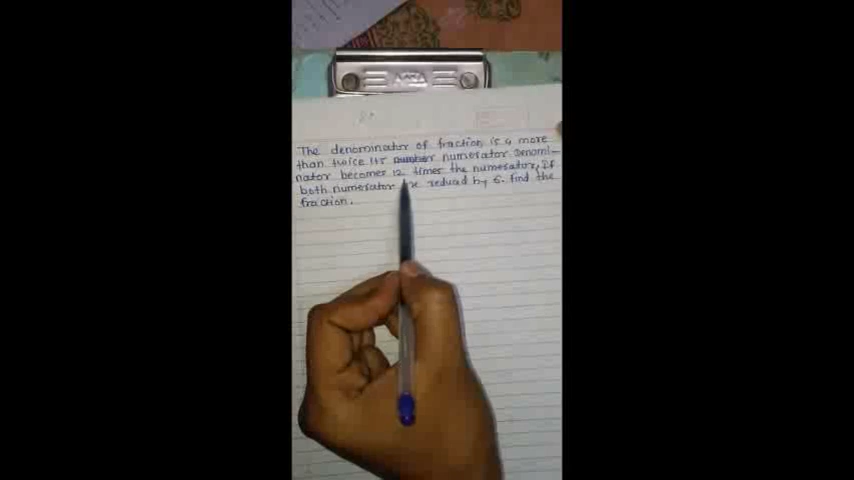 The denominator of fraction is 4 more
than twice its numerator Denomi-
nator becomes 12 times the numerator, If
both numerator are reduced by 6. find the
fraction.